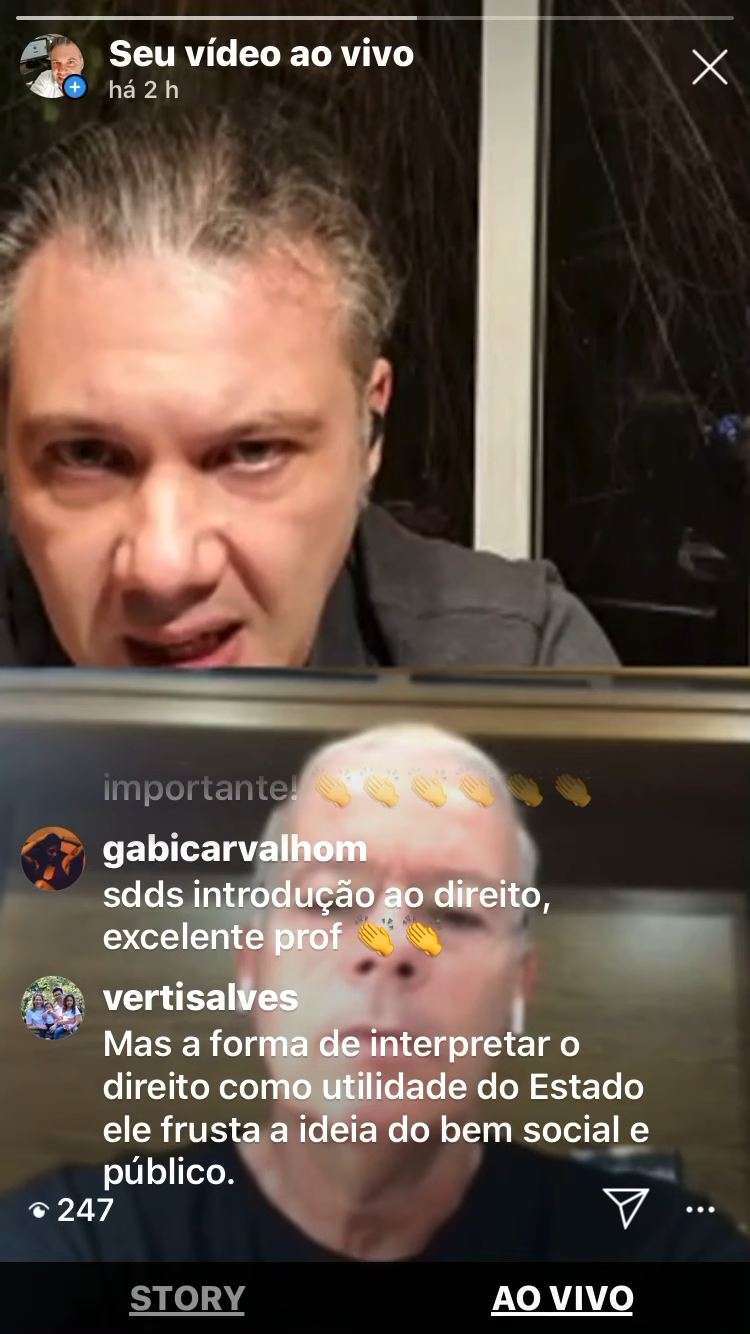 Seu vídeo ao vivo
há 2 h
importante! 👏👏👏👏👏👏
gabicarvalhom
sdds introdução ao direito,
excelente prof 👏👏
vertisalves
Mas a forma de interpretar o
direito como utilidade do Estado
ele frusta a ideia do bem social e
público.
247
STORY
AO VIVO